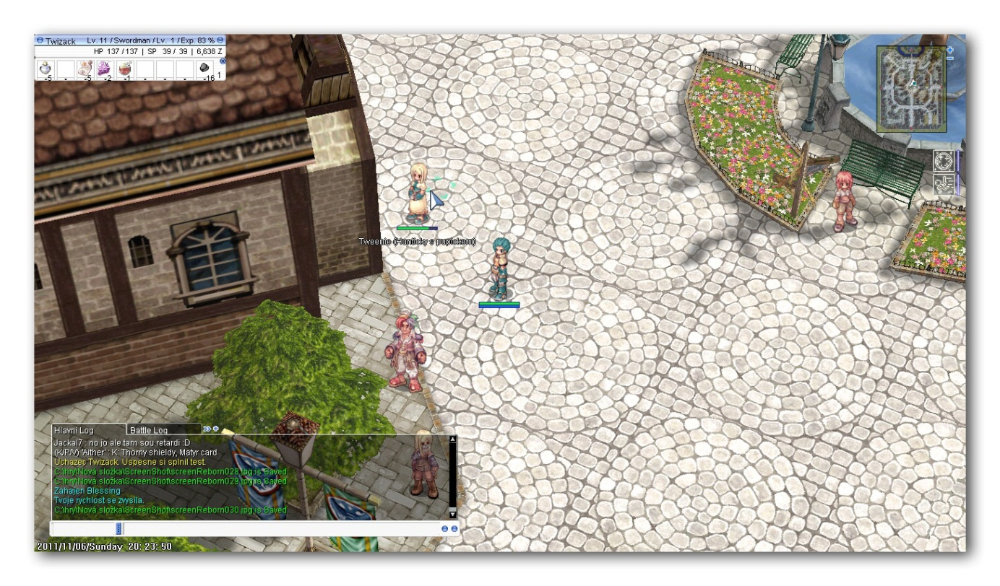 Twizack Lv. 11 / Swordman / Lv. 1 / Exp. 83 %
HP 137 / 137 | SP 39 / 39 | 6,638 Z
5 5 2 1 16 1
Tweenie (Hunticky s pupickem)
Hlavní Log Battle Log
Jackal7 : no jo ale tam sou retardi :D
(K/P/V) 'Aither' : K: Thorny shieldy, Matyr card
Uchazec Twizack. Uspesne si splnil test.
C:\hry\Nová složka\ScreenShot\screenReborn028.jpg is Saved.
C:\hry\Nová složka\ScreenShot\screenReborn029.jpg is Saved.
Zahajen Blessing
Tvoje rychlost se zvysila.
C:\hry\Nová složka\ScreenShot\screenReborn030.jpg is Saved.
2011/11/06/Sunday 20: 23: 50